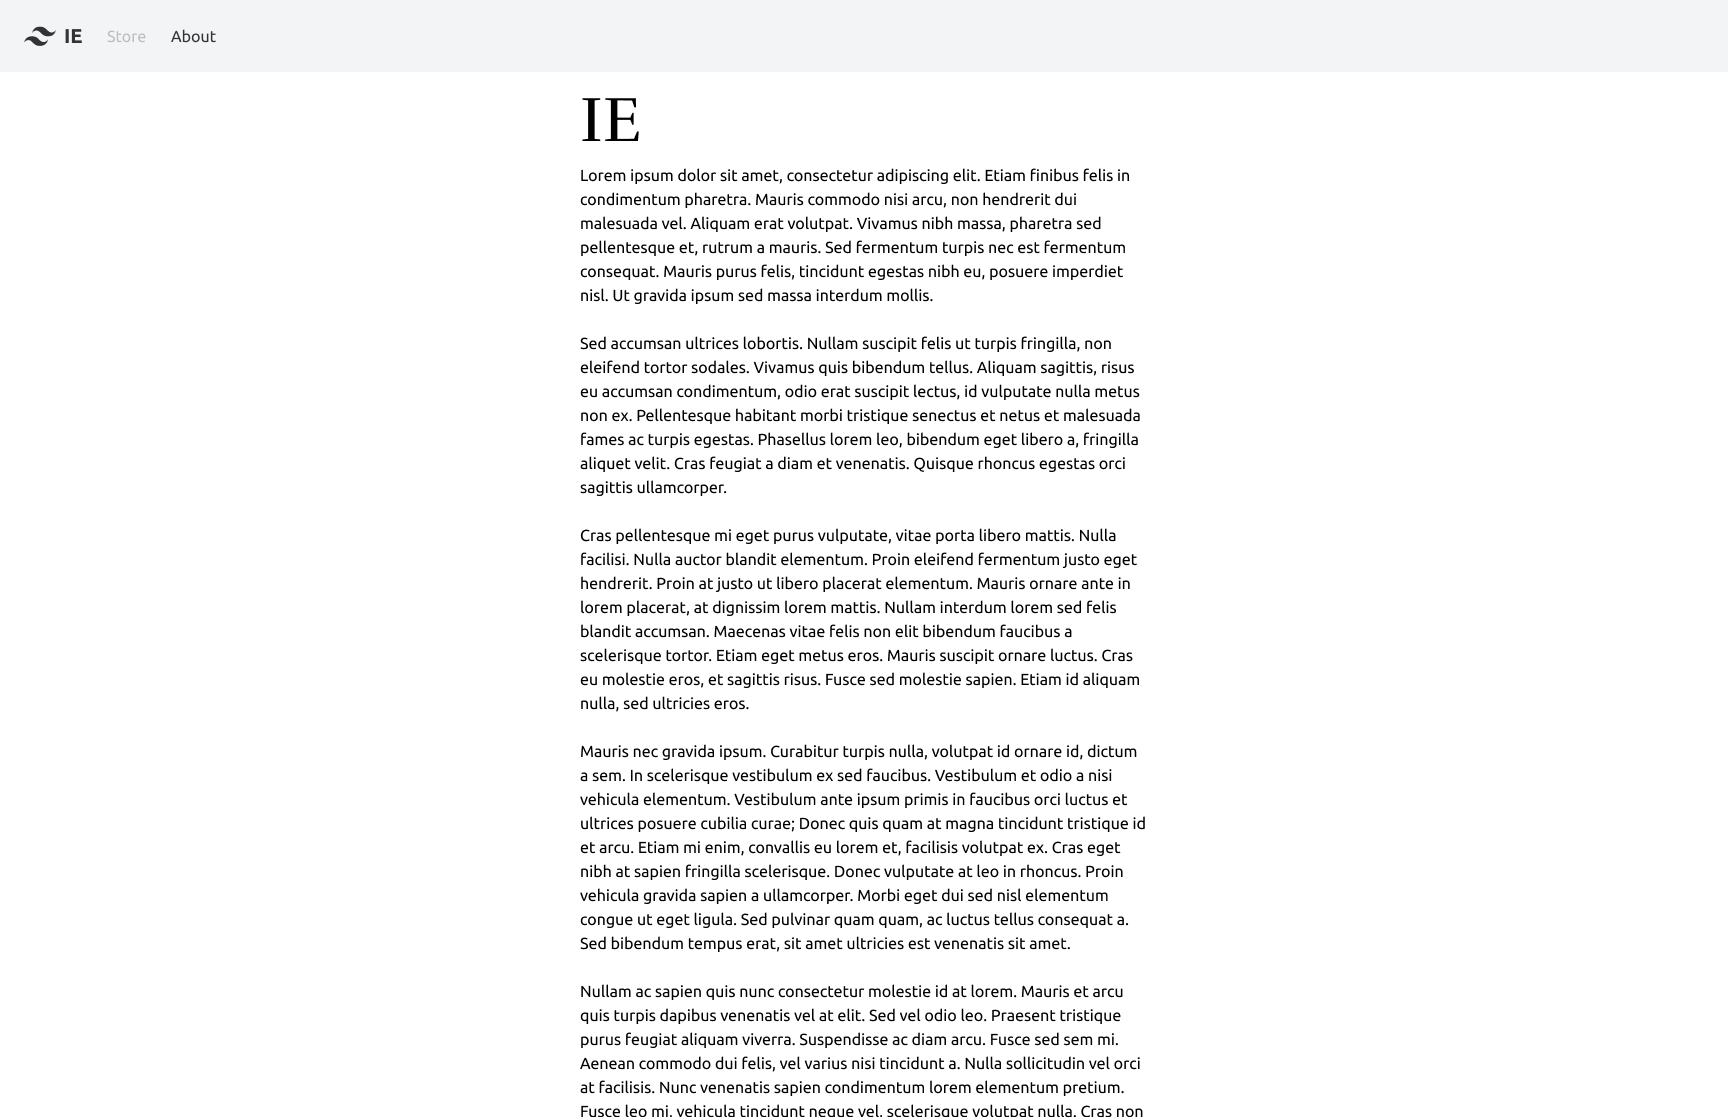 IE Store About
IE
Lorem ipsum dolor sit amet, consectetur adipiscing elit. Etiam finibus felis in
condimentum pharetra. Mauris commodo nisi arcu, non hendrerit dui
malesuada vel. Aliquam erat volutpat. Vivamus nibh massa, pharetra sed
pellentesque et, rutrum a mauris. Sed fermentum turpis nec est fermentum
consequat. Mauris purus felis, tincidunt egestas nibh eu, posuere imperdiet
nisl. Ut gravida ipsum sed massa interdum mollis.
Sed accumsan ultrices lobortis. Nullam suscipit felis ut turpis fringilla, non
eleifend tortor sodales. Vivamus quis bibendum tellus. Aliquam sagittis, risus
eu accumsan condimentum, odio erat suscipit lectus, id vulputate nulla metus
non ex. Pellentesque habitant morbi tristique senectus et netus et malesuada
fames ac turpis egestas. Phasellus lorem leo, bibendum eget libero a, fringilla
aliquet velit. Cras feugiat a diam et venenatis. Quisque rhoncus egestas orci
sagittis ullamcorper.
Cras pellentesque mi eget purus vulputate, vitae porta libero mattis. Nulla
facilisi. Nulla auctor blandit elementum. Proin eleifend fermentum justo eget
hendrerit. Proin at justo ut libero placerat elementum. Mauris ornare ante in
lorem placerat, at dignissim lorem mattis. Nullam interdum lorem sed felis
blandit accumsan. Maecenas vitae felis non elit bibendum faucibus a
scelerisque tortor. Etiam eget metus eros. Mauris suscipit ornare luctus. Cras
eu molestie eros, et sagittis risus. Fusce sed molestie sapien. Etiam id aliquam
nulla, sed ultricies eros.
Mauris nec gravida ipsum. Curabitur turpis nulla, volutpat id ornare id, dictum
a sem. In scelerisque vestibulum ex sed faucibus. Vestibulum et odio a nisi
vehicula elementum. Vestibulum ante ipsum primis in faucibus orci luctus et
ultrices posuere cubilia curae; Donec quis quam at magna tincidunt tristique id
et arcu. Etiam mi enim, convallis eu lorem et, facilisis volutpat ex. Cras eget
nibh at sapien fringilla scelerisque. Donec vulputate at leo in rhoncus. Proin
vehicula gravida sapien a ullamcorper. Morbi eget dui sed nisl elementum
congue ut eget ligula. Sed pulvinar quam quam, ac luctus tellus consequat a.
Sed bibendum tempus erat, sit amet ultricies est venenatis sit amet.
Nullam ac sapien quis nunc consectetur molestie id at lorem. Mauris et arcu
quis turpis dapibus venenatis vel at elit. Sed vel odio leo. Praesent tristique
purus feugiat aliquam viverra. Suspendisse ac diam arcu. Fusce sed sem mi.
Aenean commodo dui felis, vel varius nisi tincidunt a. Nulla sollicitudin vel orci
at facilisis. Nunc venenatis sapien condimentum lorem elementum pretium.
Fusce leo mi, vehicula tincidunt neque vel, scelerisque volutpat nulla. Cras non